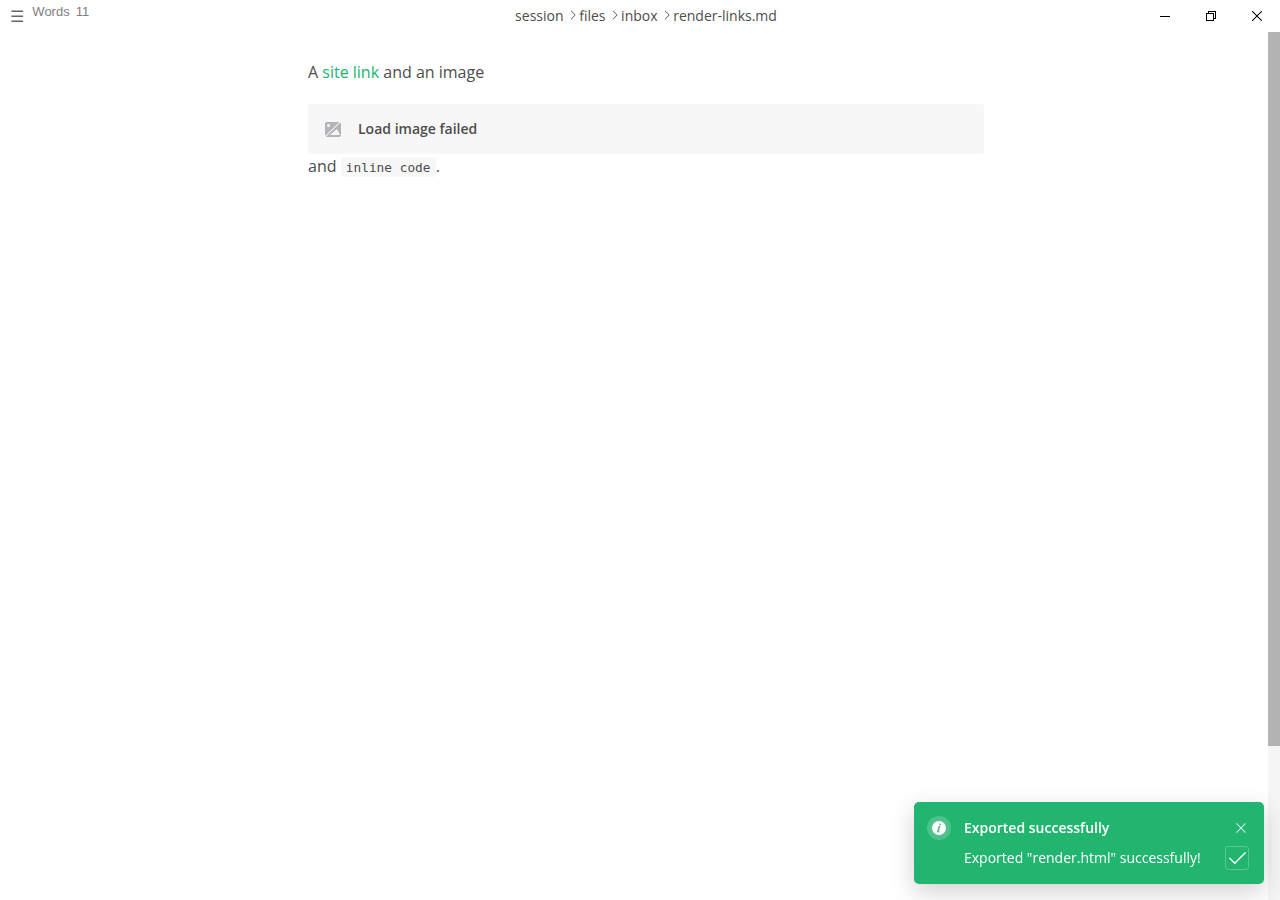 Words 11
session > files > inbox > render-links.md
A site link and an image
Load image failed
and inline code.
Exported successfully
Exported "render.html" successfully!